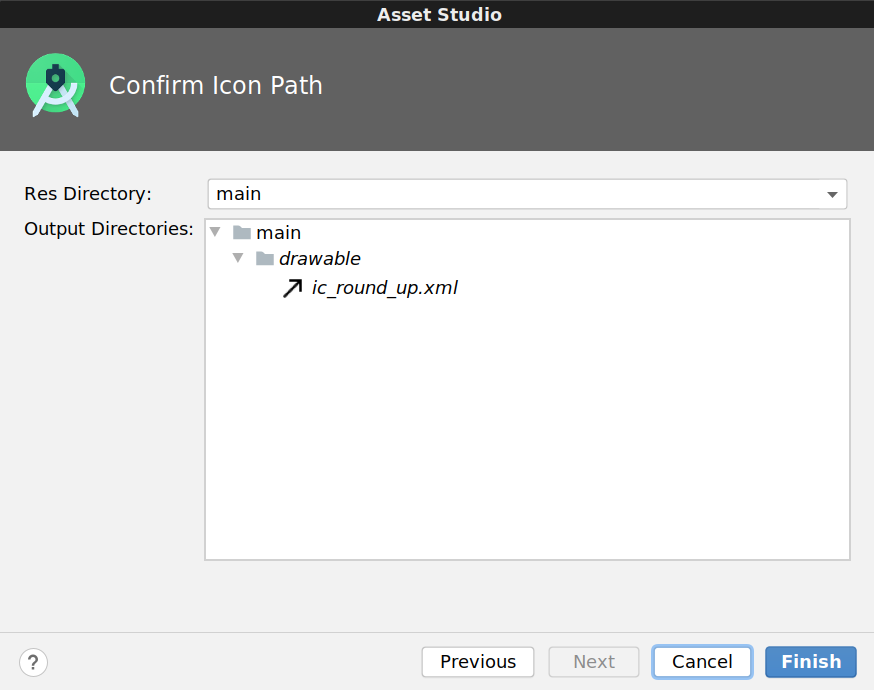 Asset Studio
Confirm Icon Path
Res Directory: main
Output Directories: main
drawable
ic_round_up.xml
? Previous Next Cancel Finish